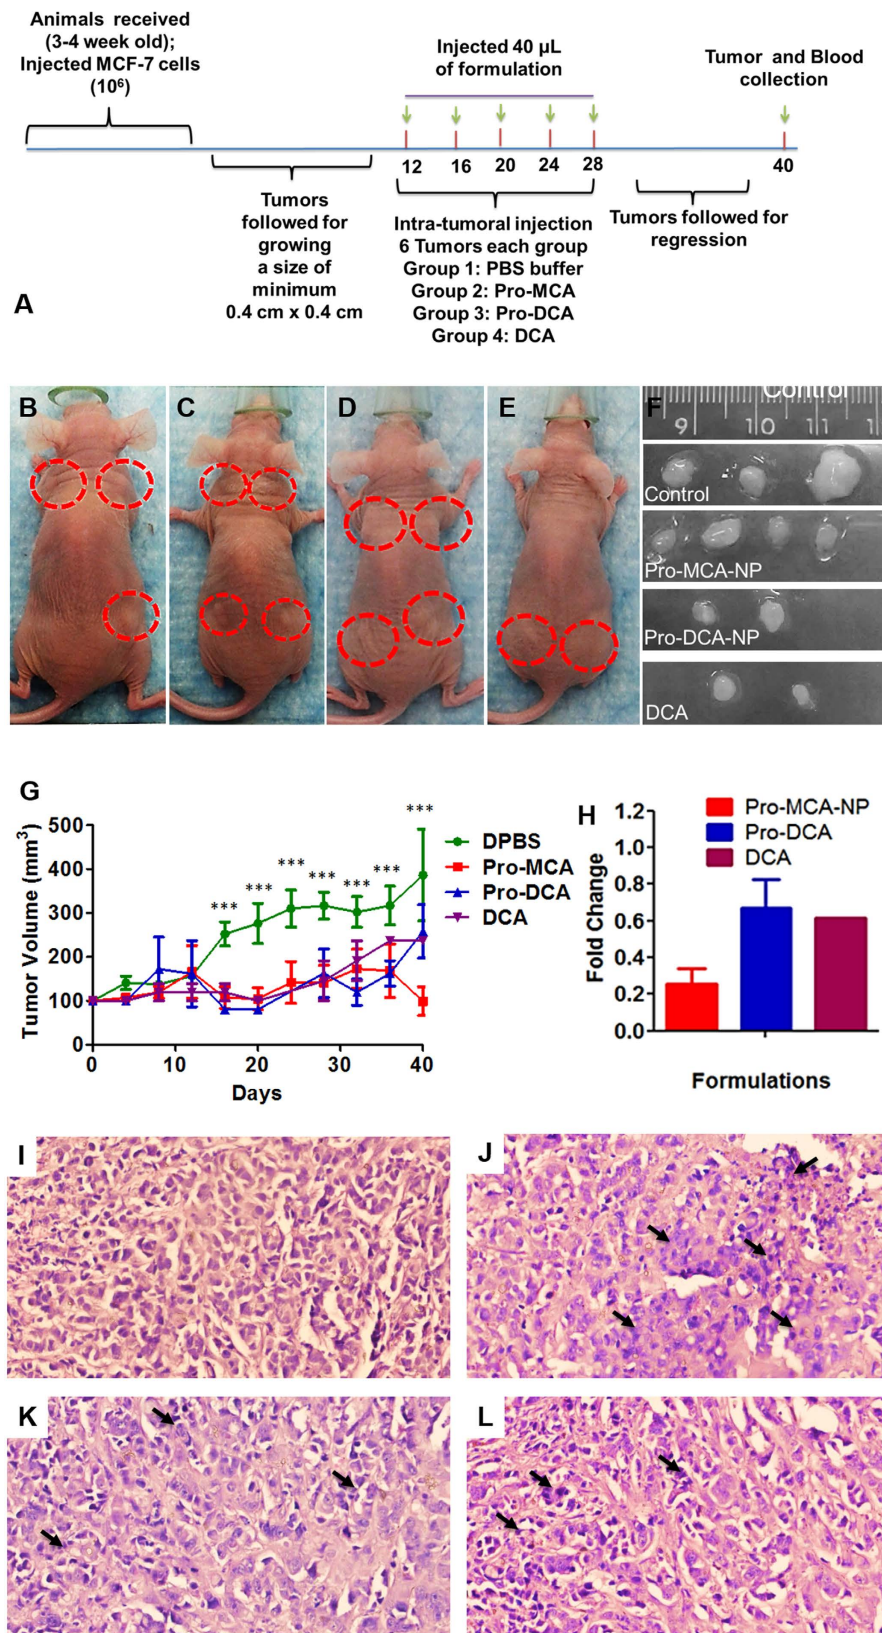 Animals received
(3-4 week old);
Injected MCF-7 cells
(10⁶)
Injected 40 µL
of formulation
Tumor and Blood
collection
12 16 20 24 28 40
Tumors
followed for
growing
a size of
minimum
0.4 cm x 0.4 cm
Intra-tumoral injection
6 Tumors each group
Group 1: PBS buffer
Group 2: Pro-MCA
Group 3: Pro-DCA
Group 4: DCA
Tumors followed for
regression
A
B C D E F
Control
9 10 11 1
Control
Pro-MCA-NP
Pro-DCA-NP
DCA
G
Tumor Volume (mm³)
500
400
300
200
100
0
0 10 20 30 40
Days
*** *** *** *** *** *** ***
DPBS
Pro-MCA
Pro-DCA
DCA
H
Fold Change
1.2
1.0
0.8
0.6
0.4
0.2
0.0
Pro-MCA-NP
Pro-DCA
DCA
Formulations
I J
K L